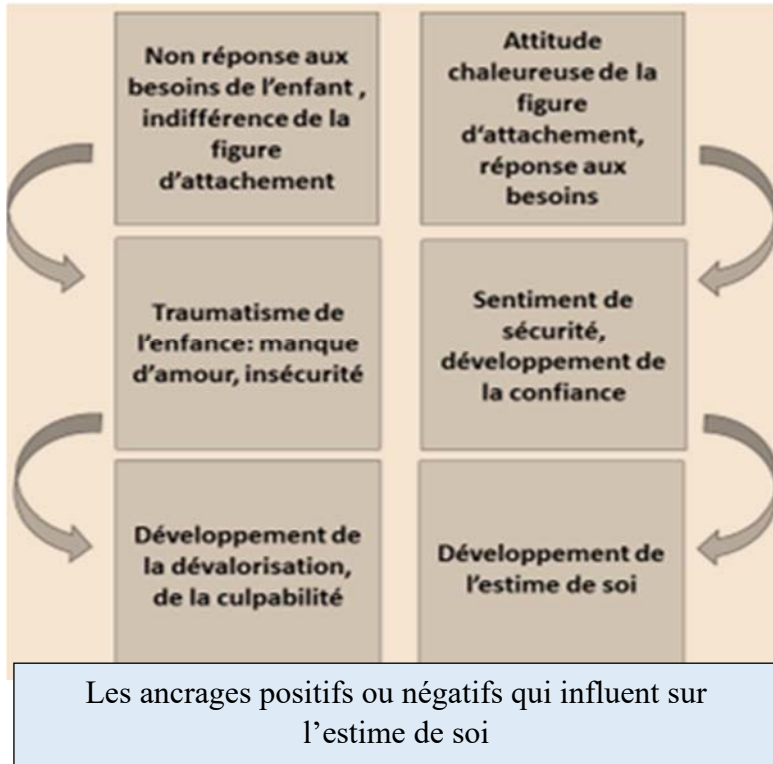 Non réponse aux
besoins de l'enfant ,
indifférence de la
figure
d'attachement
Traumatisme de
l'enfance: manque
d'amour, insécurité
Développement de
la dévalorisation,
de la culpabilité
Attitude
chaleureuse de la
figure
d'attachement,
réponse aux
besoins
Sentiment de
sécurité,
développement de
la confiance
Développement de
l'estime de soi
Les ancrages positifs ou négatifs qui influent sur
l'estime de soi